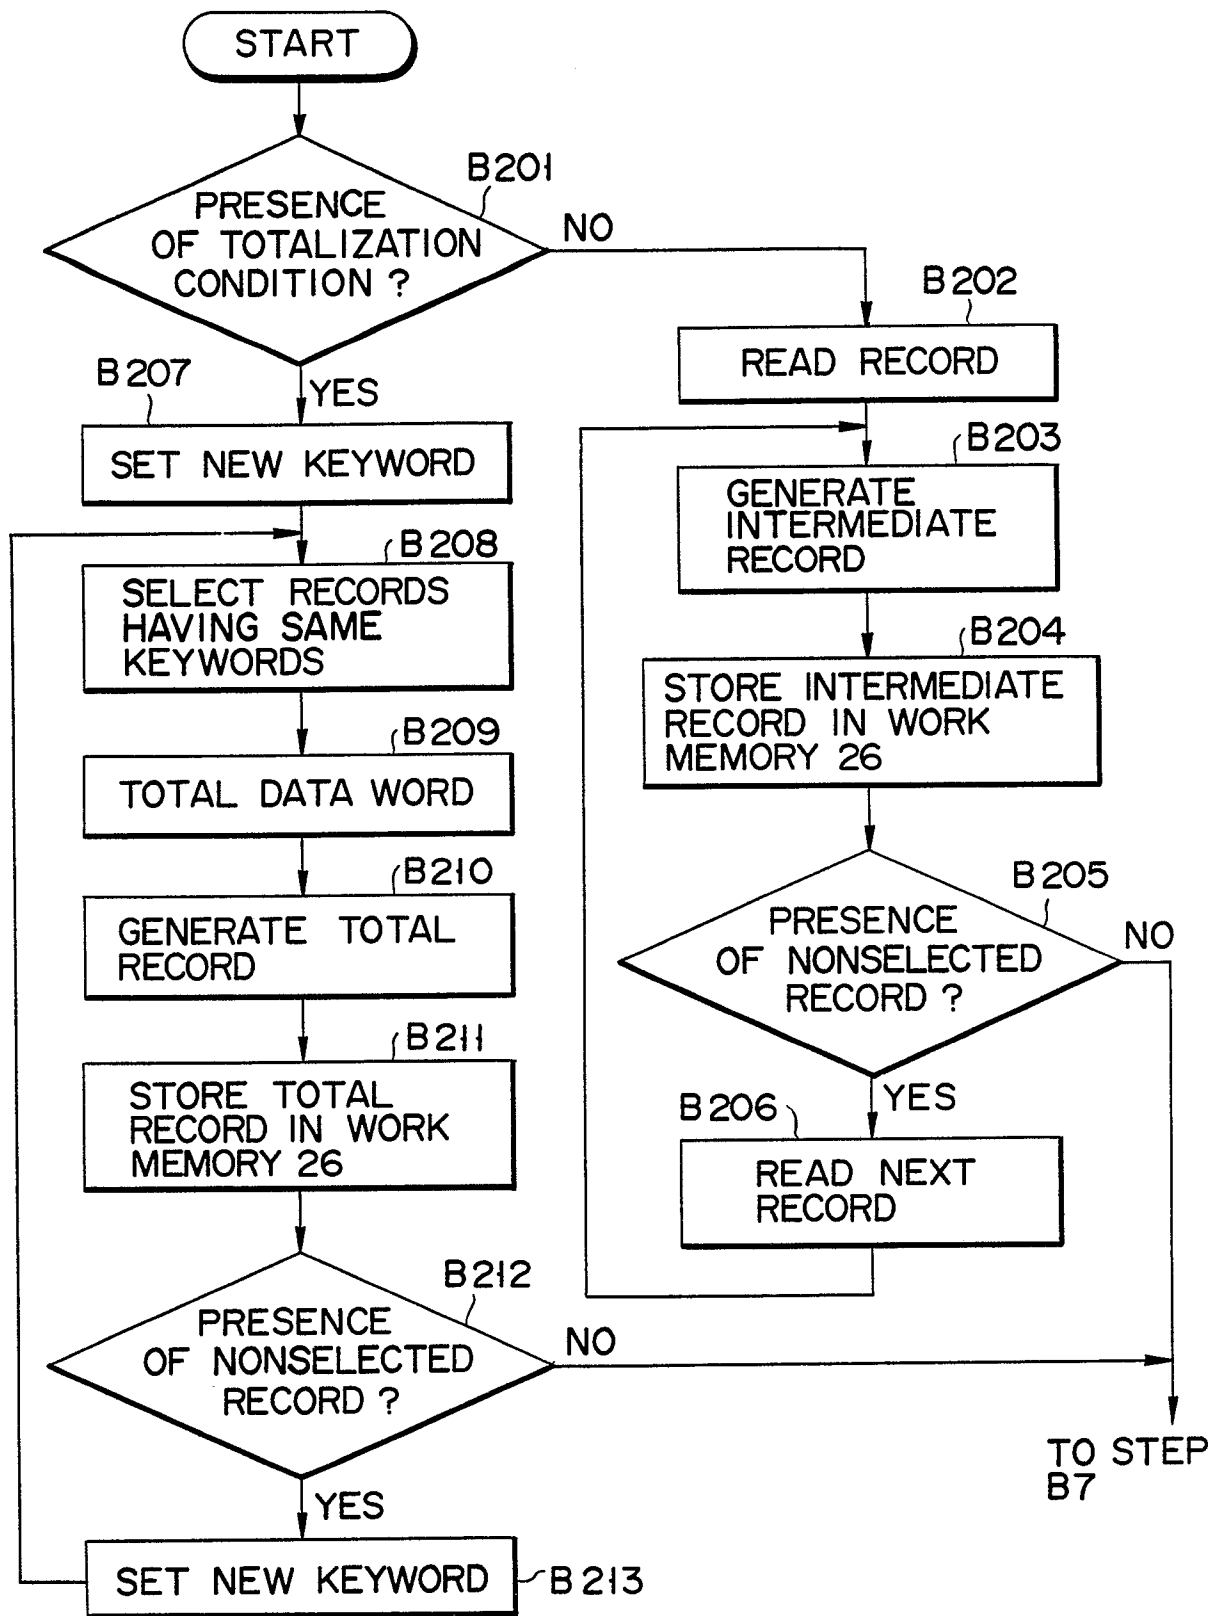 START
B201
PRESENCE
OF TOTALIZATION
CONDITION ?
NO
YES
B202
READ RECORD
B203
GENERATE
INTERMEDIATE
RECORD
B204
STORE INTERMEDIATE
RECORD IN WORK
MEMORY 26
B205
PRESENCE
OF NONSELECTED
RECORD ?
NO
YES
B206
READ NEXT
RECORD
B207
SET NEW KEYWORD
B208
SELECT RECORDS
HAVING SAME
KEYWORDS
B209
TOTAL DATA WORD
B210
GENERATE TOTAL
RECORD
B211
STORE TOTAL
RECORD IN WORK
MEMORY 26
B212
PRESENCE
OF NONSELECTED
RECORD ?
NO
YES
SET NEW KEYWORD
B213
TO STEP
B7